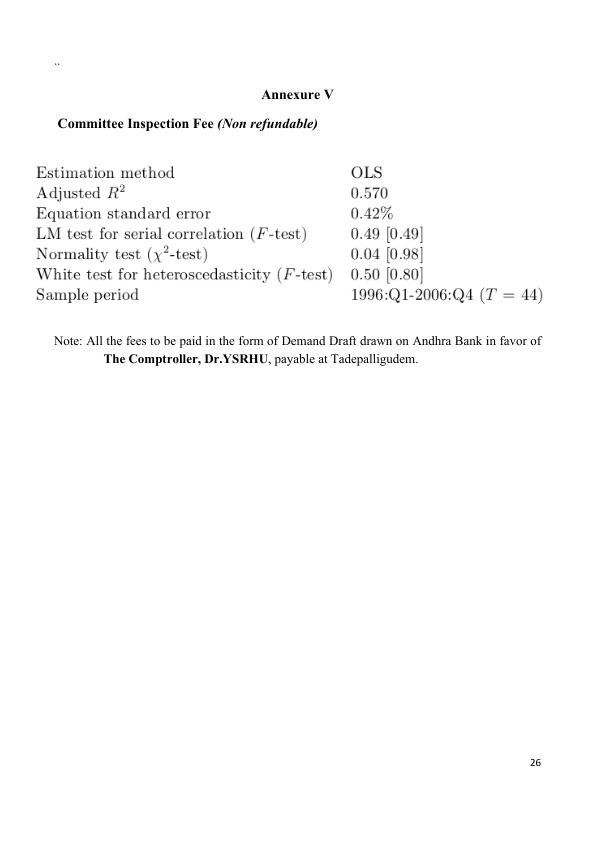 ``
Annexure V
Committee Inspection Fee (Non refundable)
Estimation method OLS
Adjusted R² 0.570
Equation standard error 0.42%
LM test for serial correlation (F-test) 0.49 [0.49]
Normality test (χ²-test) 0.04 [0.98]
White test for heteroscedasticity (F-test) 0.50 [0.80]
Sample period 1996:Q1-2006:Q4 (T = 44)
Note: All the fees to be paid in the form of Demand Draft drawn on Andhra Bank in favor of
The Comptroller, Dr.YSRHU, payable at Tadepalligudem.
26